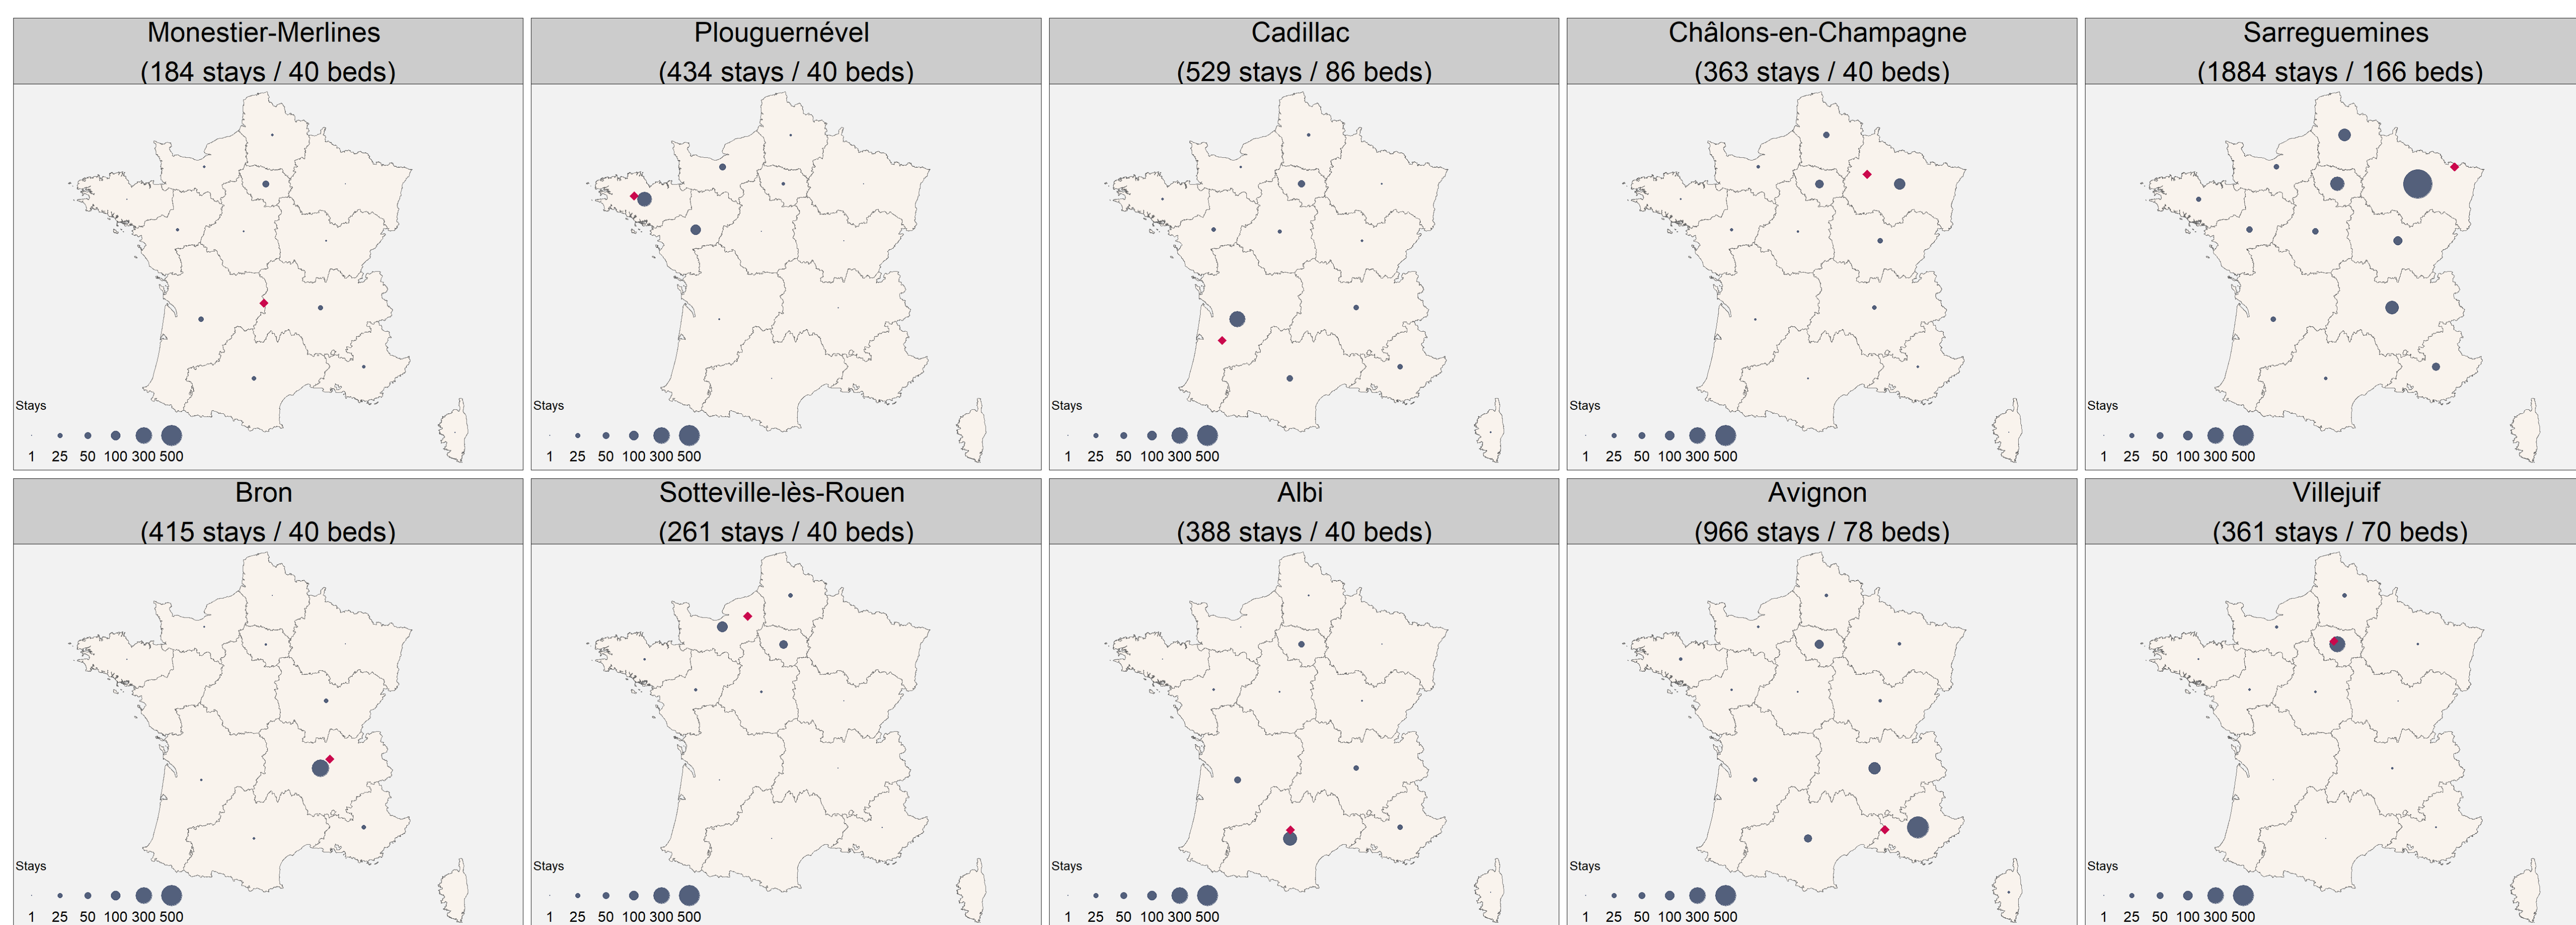 Monestier-Merlines
(184 stays / 40 beds)
Plouguernével
(434 stays / 40 beds)
Cadillac
(529 stays / 86 beds)
Châlons-en-Champagne
(363 stays / 40 beds)
Sarreguemines
(1884 stays / 166 beds)
Stays
1 25 50 100 300 500
Stays
1 25 50 100 300 500
Stays
1 25 50 100 300 500
Stays
1 25 50 100 300 500
Stays
1 25 50 100 300 500
Bron
(415 stays / 40 beds)
Sotteville-lès-Rouen
(261 stays / 40 beds)
Albi
(388 stays / 40 beds)
Avignon
(966 stays / 78 beds)
Villejuif
(361 stays / 70 beds)
Stays
1 25 50 100 300 500
Stays
1 25 50 100 300 500
Stays
1 25 50 100 300 500
Stays
1 25 50 100 300 500
Stays
1 25 50 100 300 500